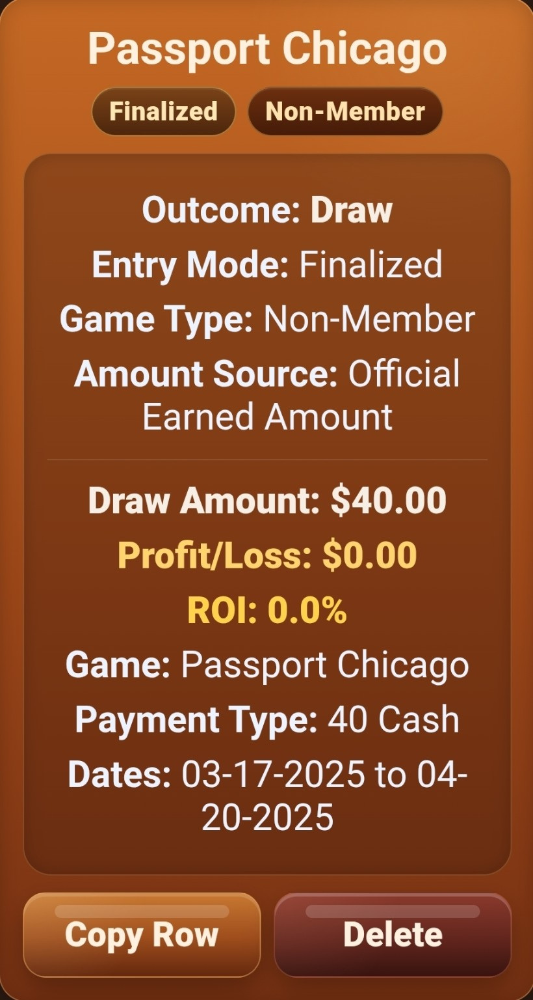 Passport Chicago
Finalized Non-Member
Outcome: Draw
Entry Mode: Finalized
Game Type: Non-Member
Amount Source: Official
Earned Amount
Draw Amount: $40.00
Profit/Loss: $0.00
ROI: 0.0%
Game: Passport Chicago
Payment Type: 40 Cash
Dates: 03-17-2025 to 04-
20-2025
Copy Row Delete